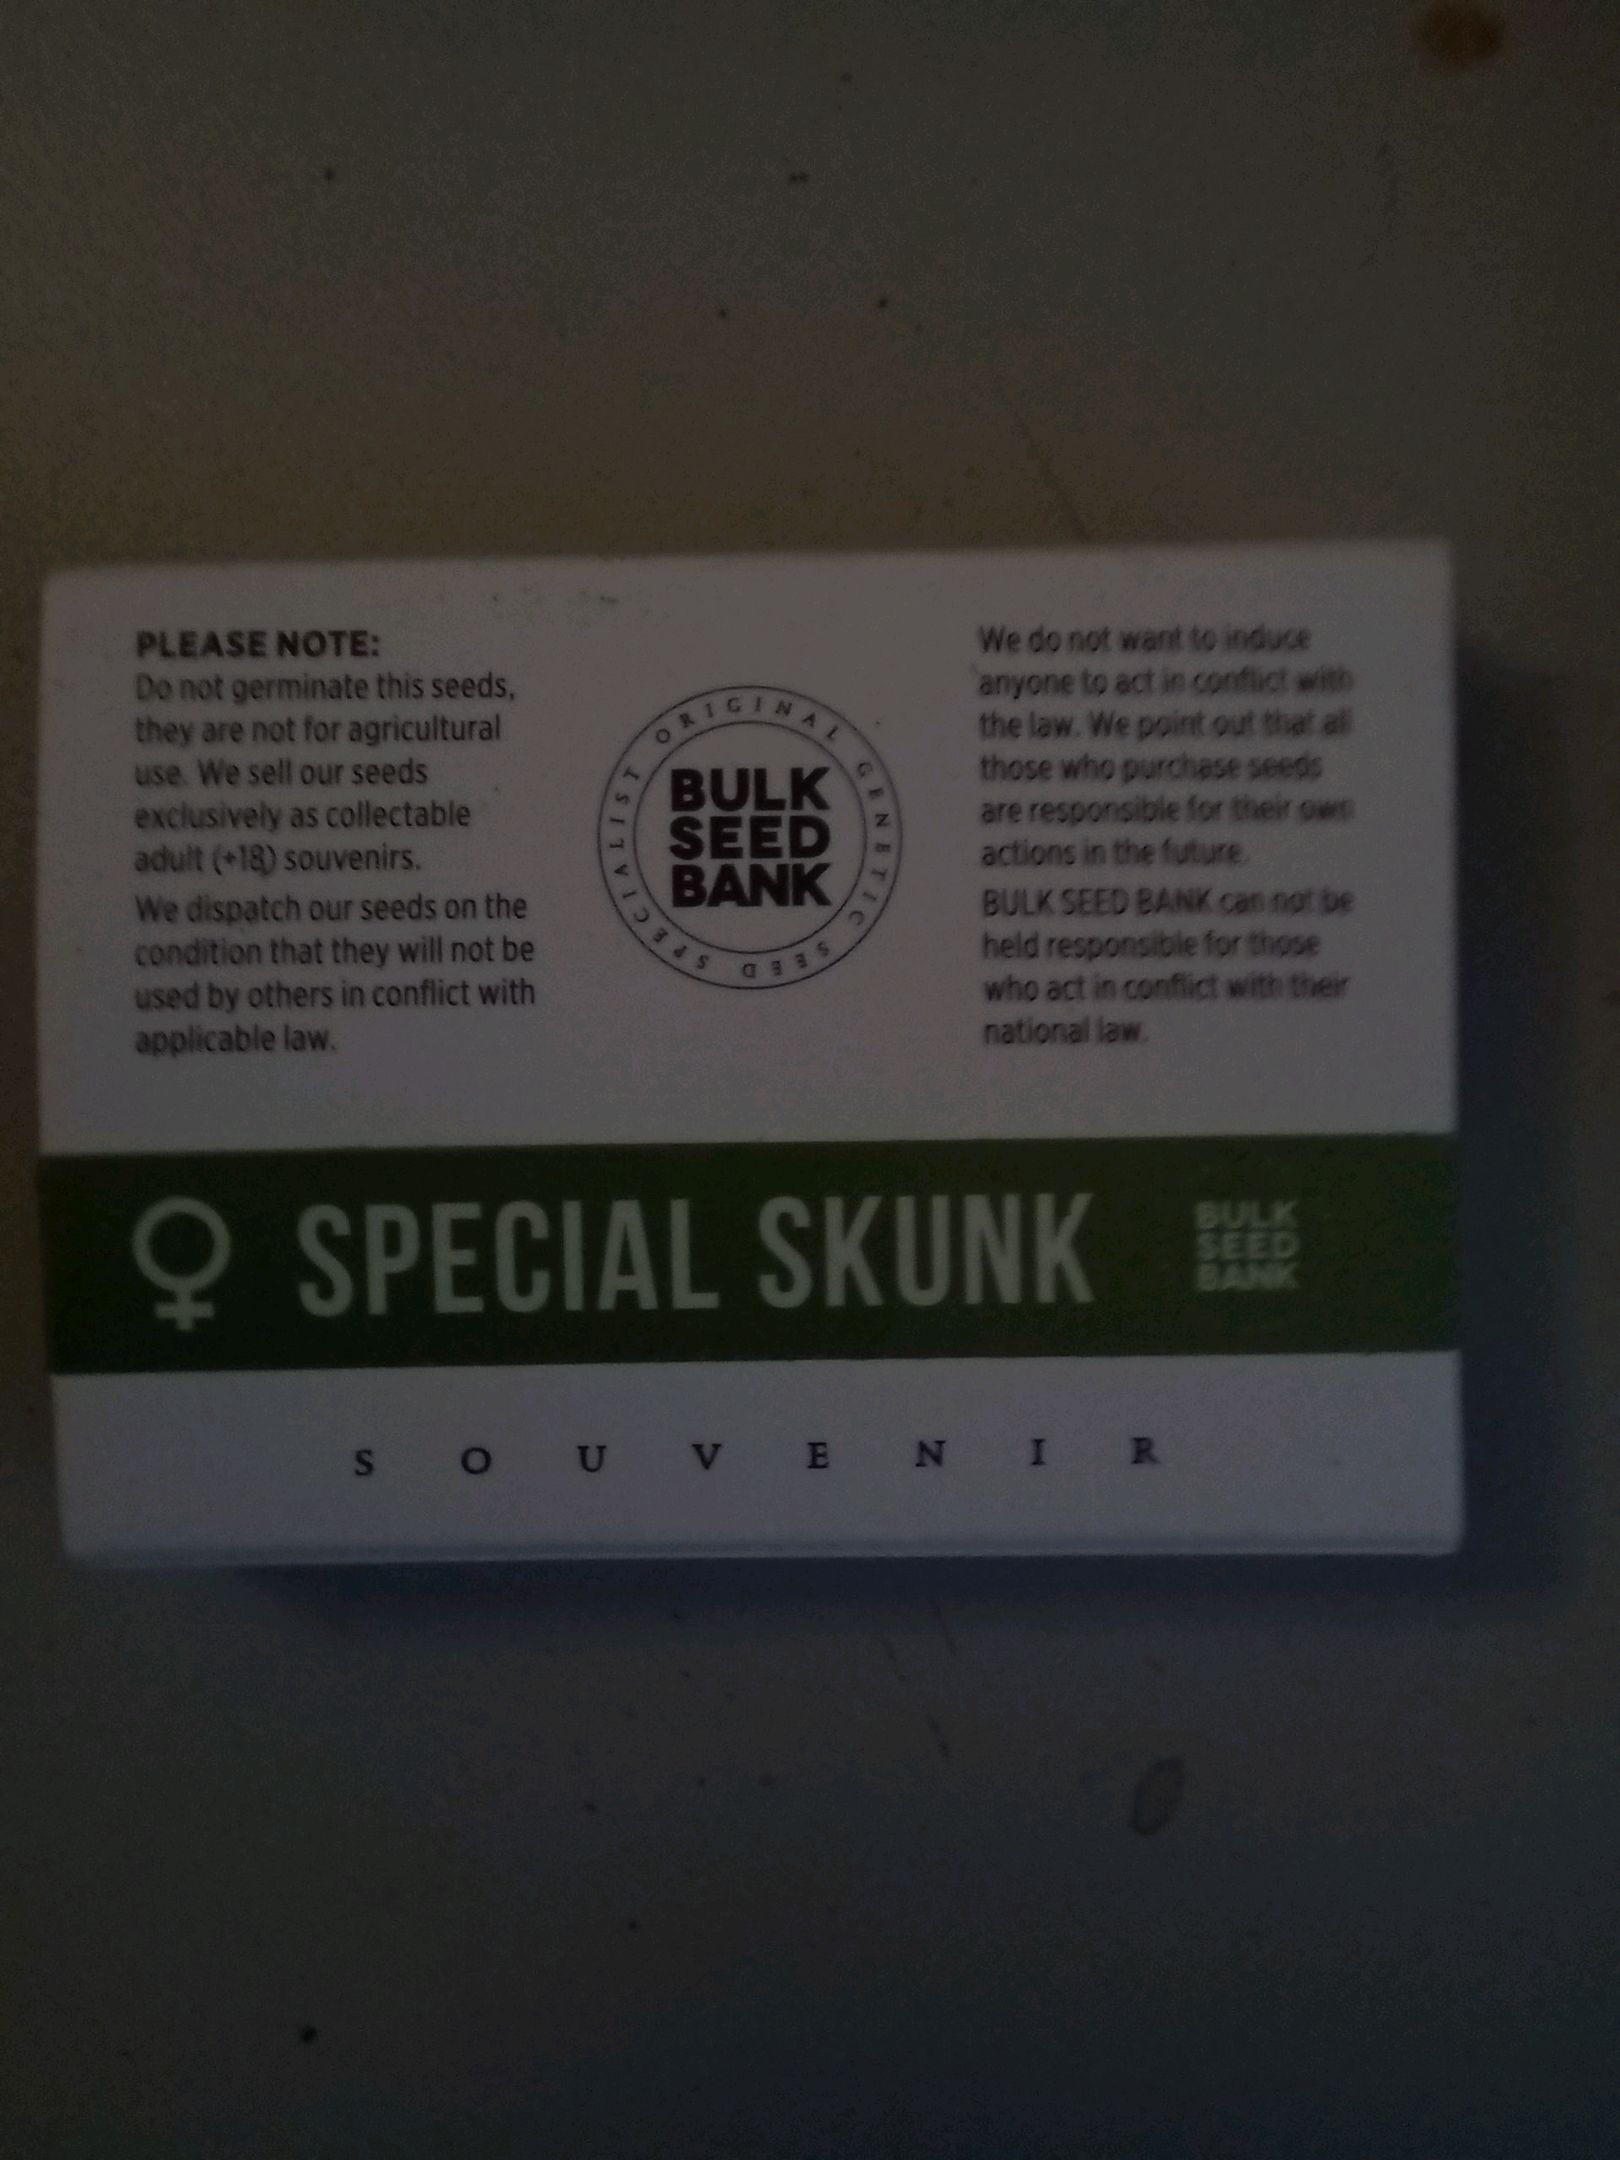 PLEASE NOTE:
Do not germinate this seeds,
they are not for agricultural
use. We sell our seeds
exclusively as collectable
adult (+18) souvenirs.
We dispatch our seeds on the
condition that they will not be
used by others in conflict with
applicable law.
ORIGINAL GENETIC SEED SPECIALIST
BULK
SEED
BANK
We do not want to induce
anyone to act in conflict with
the law. We point out that all
those who purchase seeds
are responsible for their own
actions in the future.
BULK SEED BANK can not be
held responsible for those
who act in conflict with their
national law.
SPECIAL SKUNK
BULK
SEED
BANK
SOUVENIR